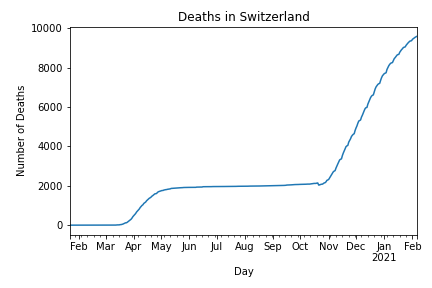 Deaths in Switzerland
Number of Deaths
10000
8000
6000
4000
2000
0
Feb Mar Apr May Jun Jul Aug Sep Oct Nov Dec Jan Feb
2021
Day